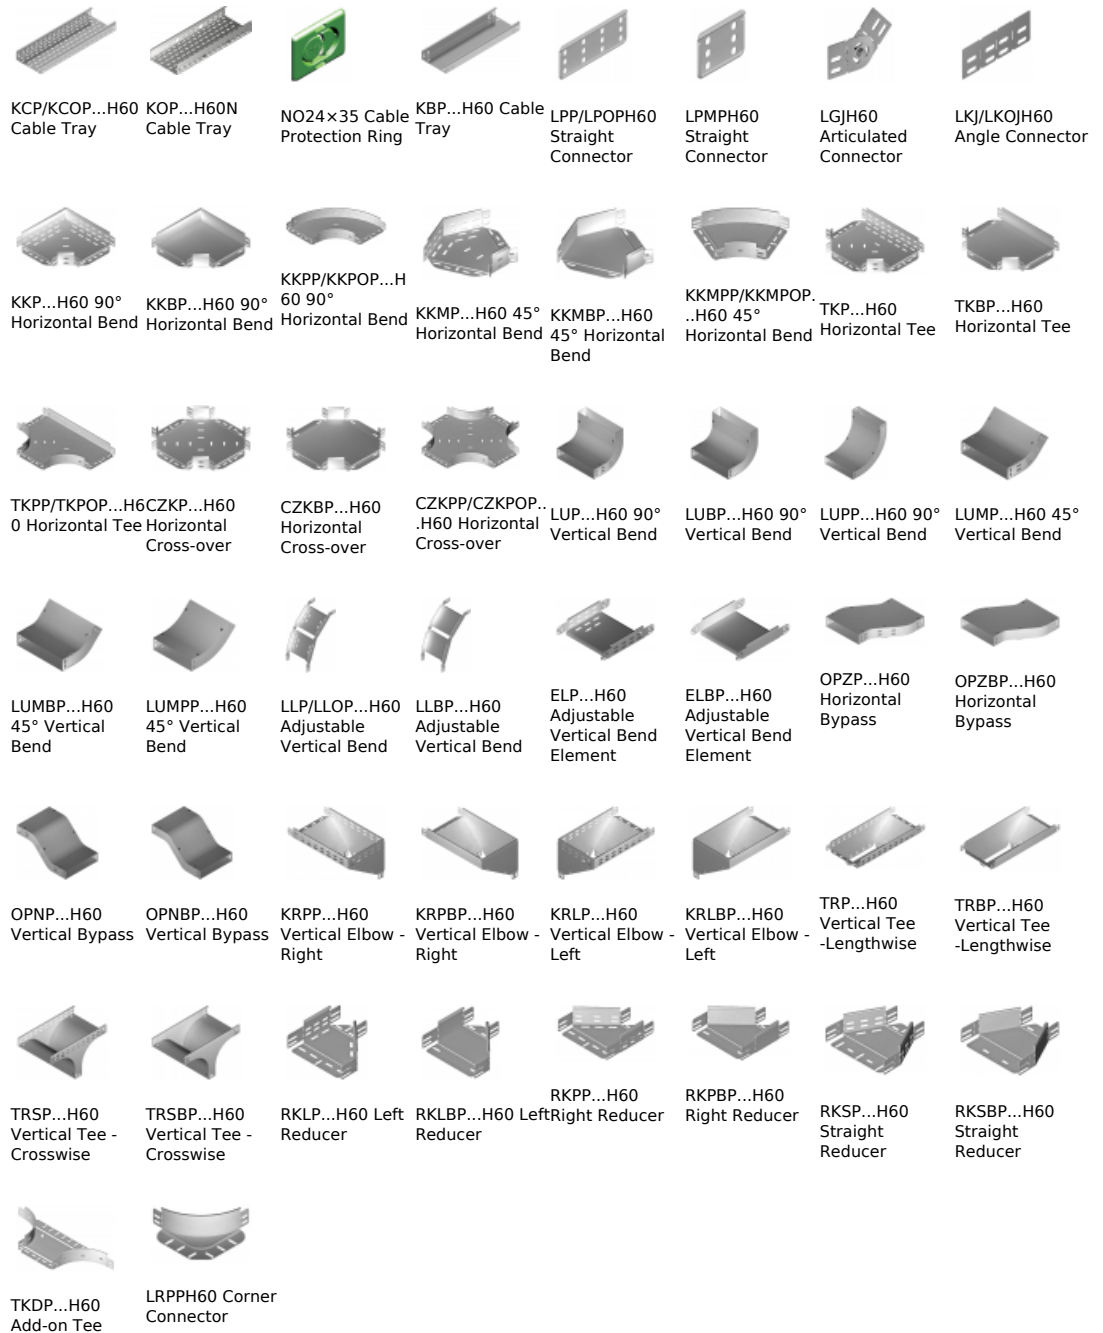 KCP/KCOP...H60
Cable Tray
KOP...H60N
Cable Tray
NO24×35 Cable
Protection Ring
KBP...H60 Cable
Tray
LPP/LPOPH60
Straight
Connector
LPMPH60
Straight
Connector
LGJH60
Articulated
Connector
LKJ/LKOJH60
Angle Connector
KKP...H60 90°
Horizontal Bend
KKBP...H60 90°
Horizontal Bend
KKPP/KKPOP...H
60 90°
Horizontal Bend
KKMP...H60 45°
Horizontal Bend
KKMBP...H60
45° Horizontal
Bend
KKMPP/KKMPOP.
..H60 45°
Horizontal Bend
TKP...H60
Horizontal Tee
TKBP...H60
Horizontal Tee
TKPP/TKPOP...H6
0 Horizontal Tee
CZKP...H60
Horizontal
Cross-over
CZKBP...H60
Horizontal
Cross-over
CZKPP/CZKPOP..
.H60 Horizontal
Cross-over
LUP...H60 90°
Vertical Bend
LUBP...H60 90°
Vertical Bend
LUPP...H60 90°
Vertical Bend
LUMP...H60 45°
Vertical Bend
LUMBP...H60
45° Vertical
Bend
LUMPP...H60
45° Vertical
Bend
LLP/LLOP...H60
Adjustable
Vertical Bend
LLBP...H60
Adjustable
Vertical Bend
ELP...H60
Adjustable
Vertical Bend
Element
ELBP...H60
Adjustable
Vertical Bend
Element
OPZP...H60
Horizontal
Bypass
OPZBP...H60
Horizontal
Bypass
OPNP...H60
Vertical Bypass
OPNBP...H60
Vertical Bypass
KRPP...H60
Vertical Elbow -
Right
KRPBP...H60
Vertical Elbow -
Right
KRLP...H60
Vertical Elbow -
Left
KRLBP...H60
Vertical Elbow -
Left
TRP...H60
Vertical Tee
-Lengthwise
TRBP...H60
Vertical Tee
-Lengthwise
TRSP...H60
Vertical Tee -
Crosswise
TRSBP...H60
Vertical Tee -
Crosswise
RKLP...H60 Left
Reducer
RKLBP...H60 Left
Reducer
RKPP...H60
Right Reducer
RKPBP...H60
Right Reducer
RKSP...H60
Straight
Reducer
RKSBP...H60
Straight
Reducer
TKDP...H60
Add-on Tee
LRPPH60 Corner
Connector